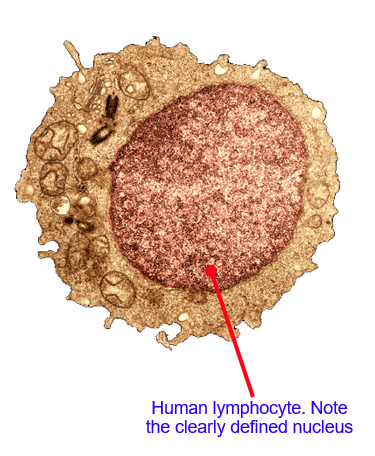 Human lymphocyte. Note
the clearly defined nucleus